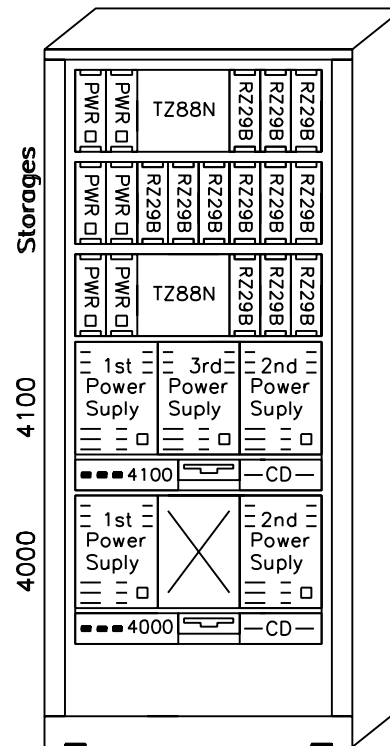 PWR PWR TZ88N RZ29B RZ29B RZ29B
Storages
PWR PWR RZ29B RZ29B RZ29B RZ29B RZ29B RZ29B
PWR PWR TZ88N RZ29B RZ29B RZ29B
4100
1st 3rd 2nd
Power Power Power
Suply Suply Suply
4100 CD
4000
1st 2nd
Power Power
Suply Suply
4000 CD